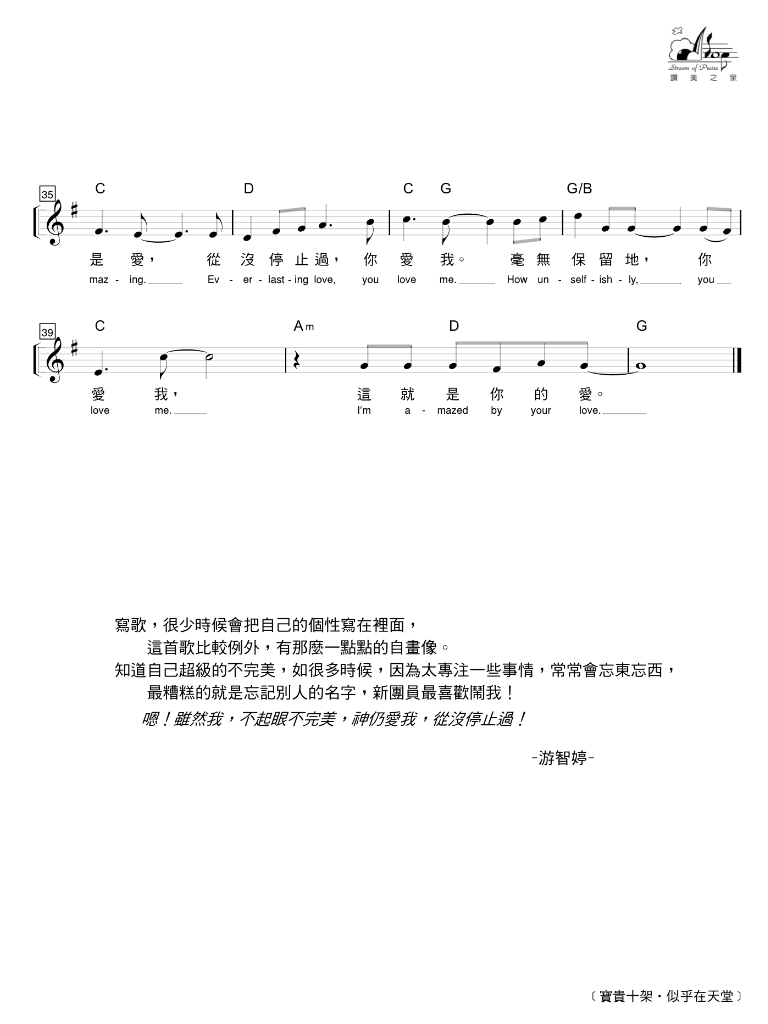 Stream of Praise
讚美之泉
35
C D C G G/B
是 愛， 從 沒 停 止 過， 你 愛 我。 毫 無 保 留 地， 你
maz - ing.____ Ev - er - last - ing love, you love me.____ How un - self - ish - ly,____ you __
39
C Am D G
愛 我， 這 就 是 你 的 愛。
love me.____ I'm a - mazed by your love.____
寫歌，很少時候會把自己的個性寫在裡面，
這首歌比較例外，有那麼一點點的自畫像。
知道自己超級的不完美，如很多時候，因為太專注一些事情，常常會忘東忘西，
最糟糕的就是忘記別人的名字，新團員最喜歡鬧我！
嗯！雖然我，不起眼不完美，神仍愛我，從沒停止過！
-游智婷-
﹝寶貴十架·似乎在天堂﹞